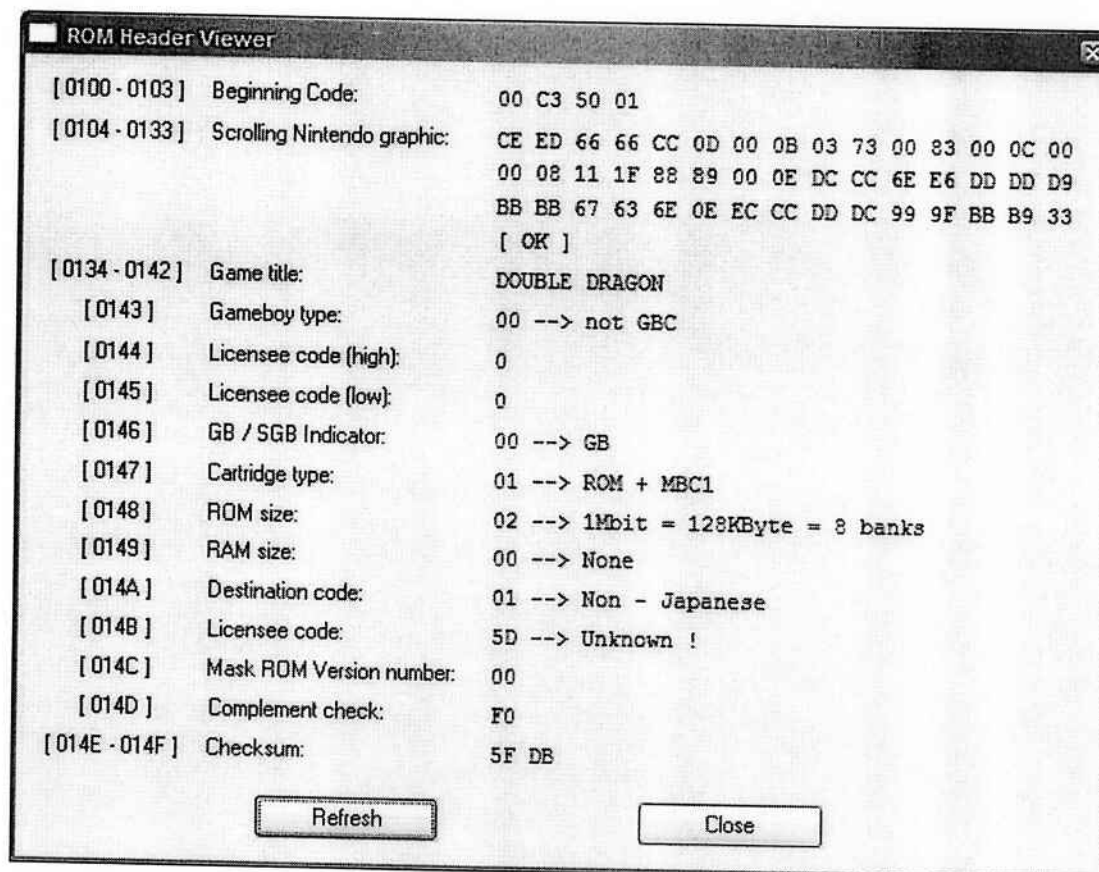 ROM Header Viewer
[ 0100 - 0103 ] Beginning Code: 00 C3 50 01
[ 0104 - 0133 ] Scrolling Nintendo graphic: CE ED 66 66 CC 0D 00 0B 03 73 00 83 00 0C 00
00 08 11 1F 88 89 00 0E DC CC 6E E6 DD DD D9
BB BB 67 63 6E 0E EC CC DD DC 99 9F BB B9 33
[ OK ]
[ 0134 - 0142 ] Game title: DOUBLE DRAGON
[ 0143 ] Gameboy type: 00 --> not GBC
[ 0144 ] Licensee code (high): 0
[ 0145 ] Licensee code (low): 0
[ 0146 ] GB / SGB Indicator: 00 --> GB
[ 0147 ] Cartridge type: 01 --> ROM + MBC1
[ 0148 ] ROM size: 02 --> 1Mbit = 128KByte = 8 banks
[ 0149 ] RAM size: 00 --> None
[ 014A ] Destination code: 01 --> Non - Japanese
[ 014B ] Licensee code: 5D --> Unknown !
[ 014C ] Mask ROM Version number: 00
[ 014D ] Complement check: F0
[ 014E - 014F ] Checksum: 5F DB
Refresh Close